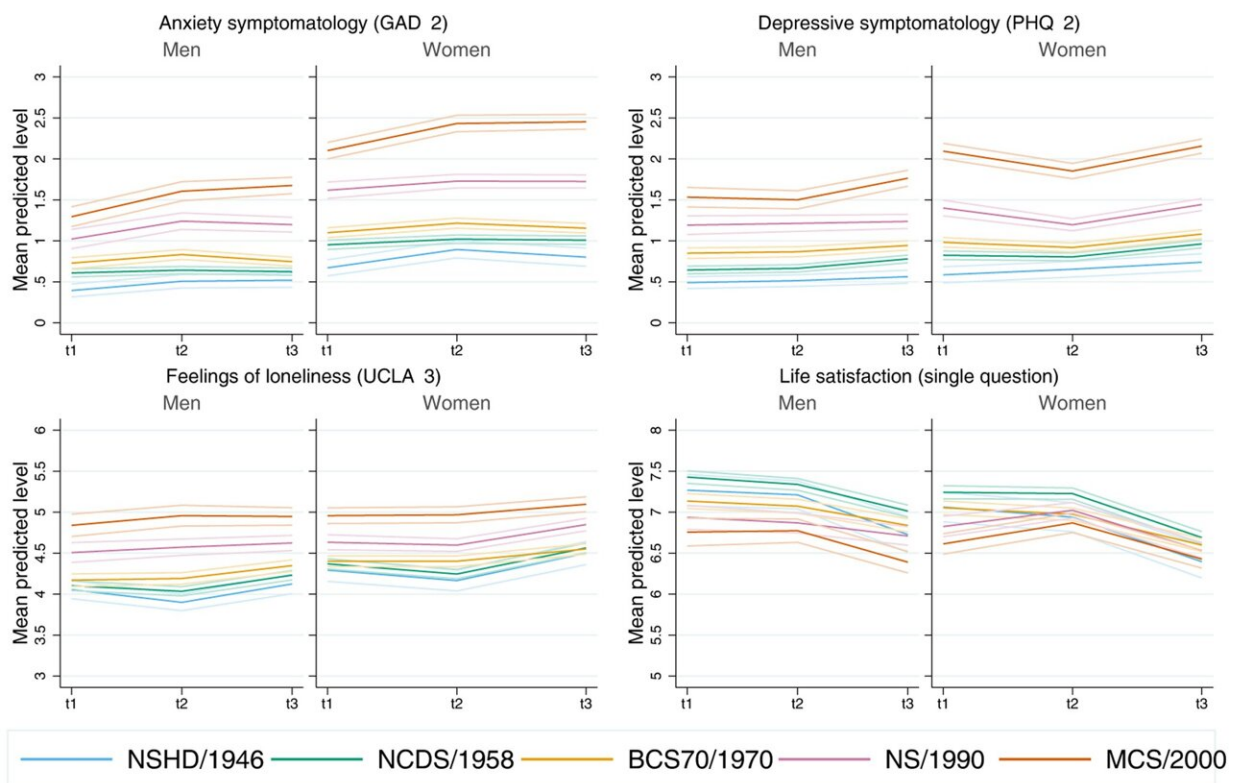 Anxiety symptomatology (GAD 2)
Men Women
Mean predicted level
3
2.5
2
1.5
1
.5
0
t1 t2 t3 t1 t2 t3
Depressive symptomatology (PHQ 2)
Men Women
Mean predicted level
3
2.5
2
1.5
1
.5
0
t1 t2 t3 t1 t2 t3
Feelings of loneliness (UCLA 3)
Men Women
Mean predicted level
6
5.5
5
4.5
4
3.5
3
t1 t2 t3 t1 t2 t3
Life satisfaction (single question)
Men Women
Mean predicted level
8
7.5
7
6.5
6
5.5
5
t1 t2 t3 t1 t2 t3
NSHD/1946 NCDS/1958 BCS70/1970 NS/1990 MCS/2000